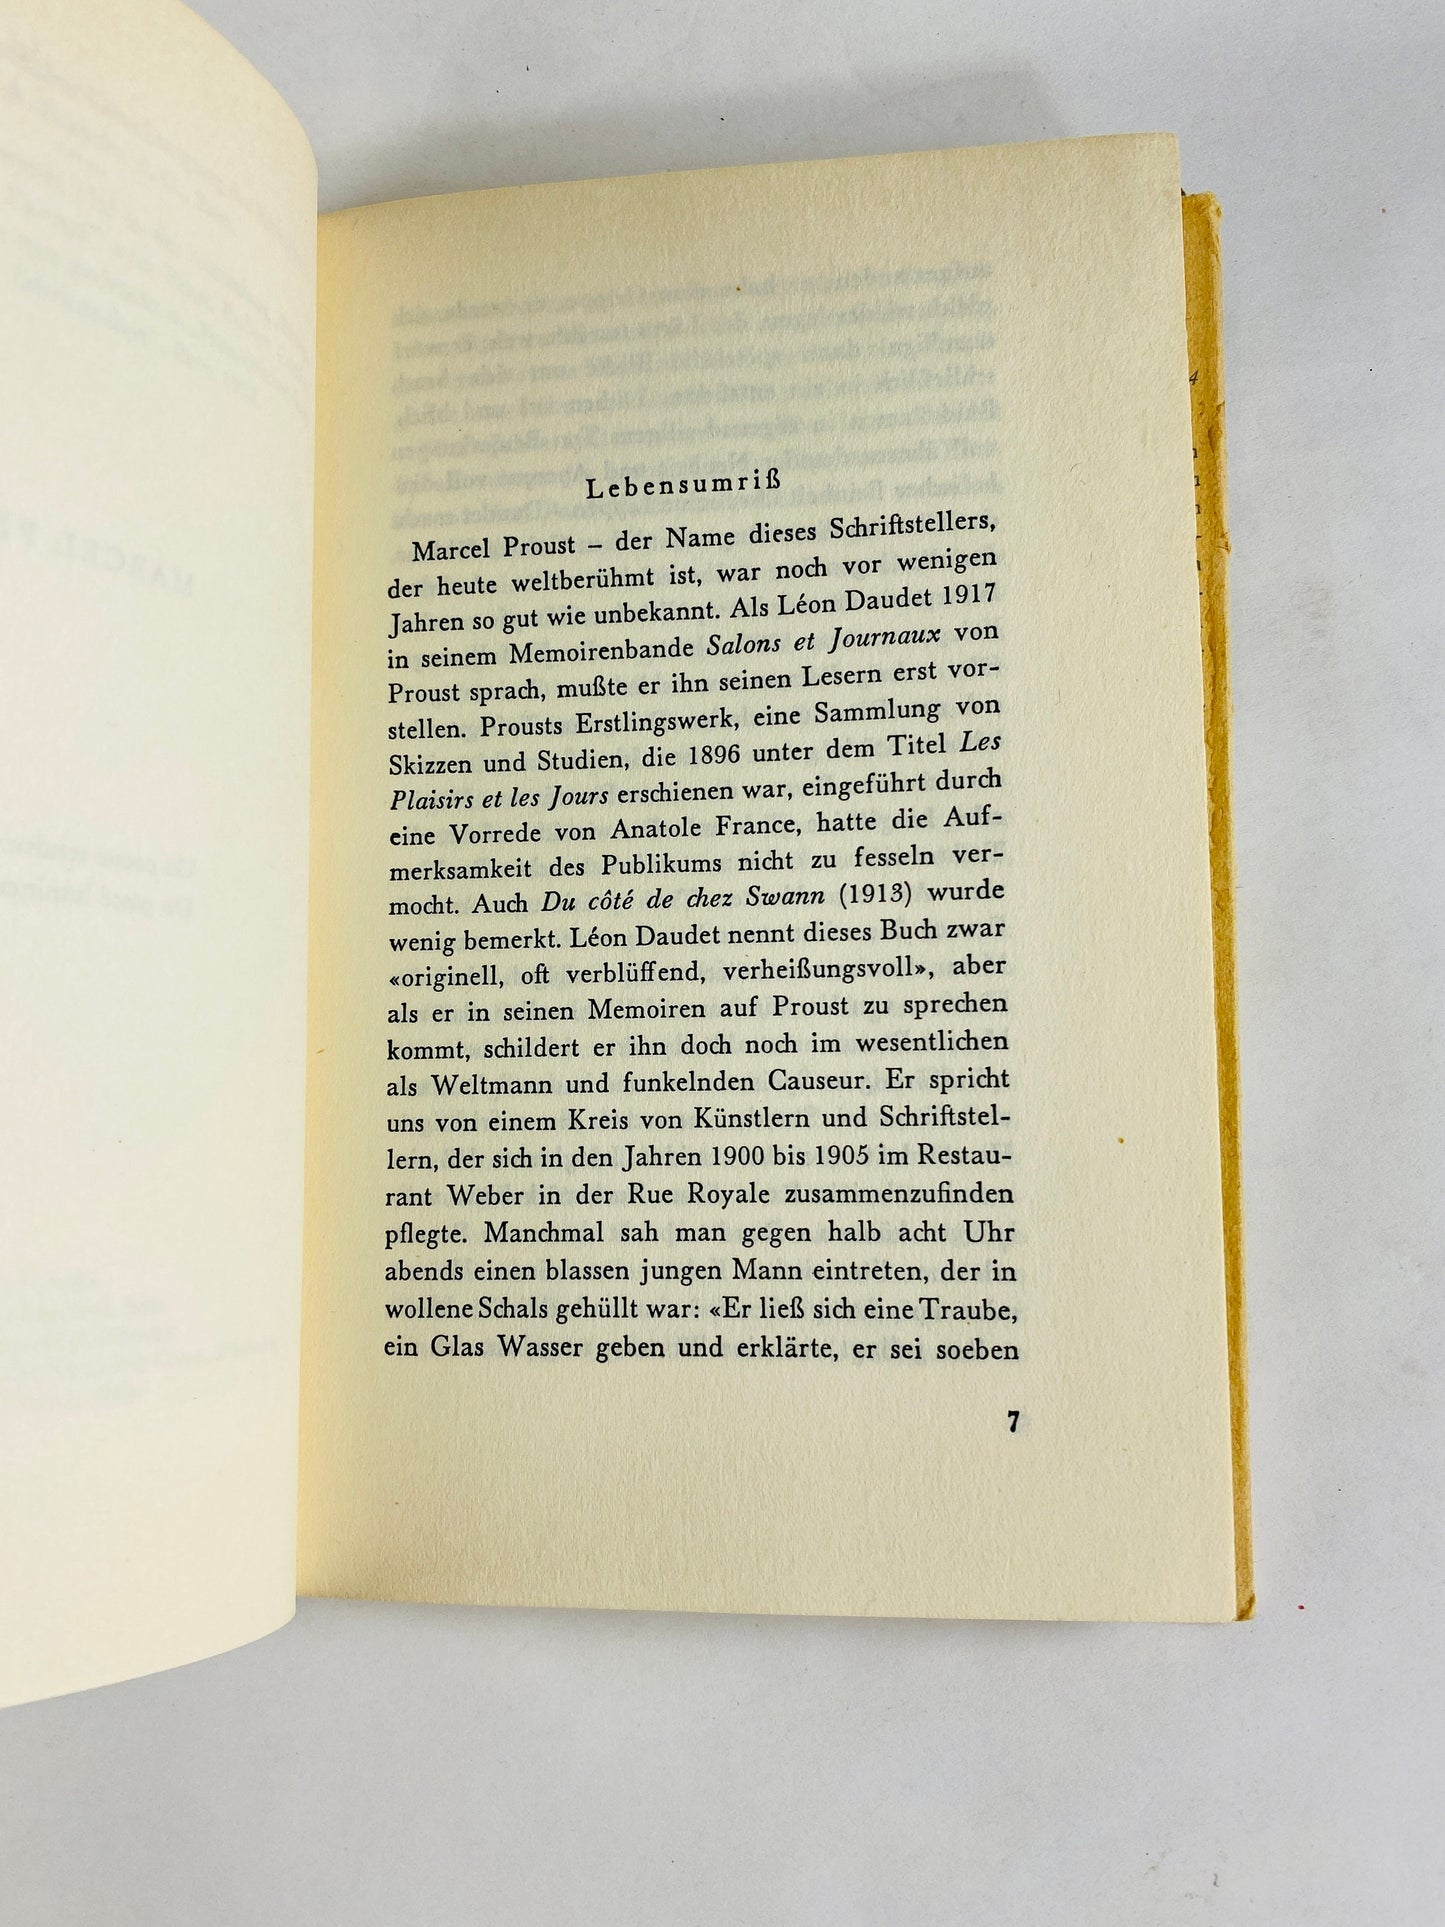 Lebensumriß
Marcel Proust – der Name dieses Schriftstellers,
der heute weltberühmt ist, war noch vor wenigen
Jahren so gut wie unbekannt. Als Léon Daudet 1917
in seinem Memoirenbande Salons et Journaux von
Proust sprach, mußte er ihn seinen Lesern erst vor-
stellen. Prousts Erstlingswerk, eine Sammlung von
Skizzen und Studien, die 1896 unter dem Titel Les
Plaisirs et les Jours erschienen war, eingeführt durch
eine Vorrede von Anatole France, hatte die Auf-
merksamkeit des Publikums nicht zu fesseln ver-
mocht. Auch Du côté de chez Swann (1913) wurde
wenig bemerkt. Léon Daudet nennt dieses Buch zwar
«originell, oft verblüffend, verheißungsvoll», aber
als er in seinen Memoiren auf Proust zu sprechen
kommt, schildert er ihn doch noch im wesentlichen
als Weltmann und funkelnden Causeur. Er spricht
uns von einem Kreis von Künstlern und Schriftstel-
lern, der sich in den Jahren 1900 bis 1905 im Restau-
rant Weber in der Rue Royale zusammenzufinden
pflegte. Manchmal sah man gegen halb acht Uhr
abends einen blassen jungen Mann eintreten, der in
wollene Schals gehüllt war: «Er ließ sich eine Traube,
ein Glas Wasser geben und erklärte, er sei soeben
7